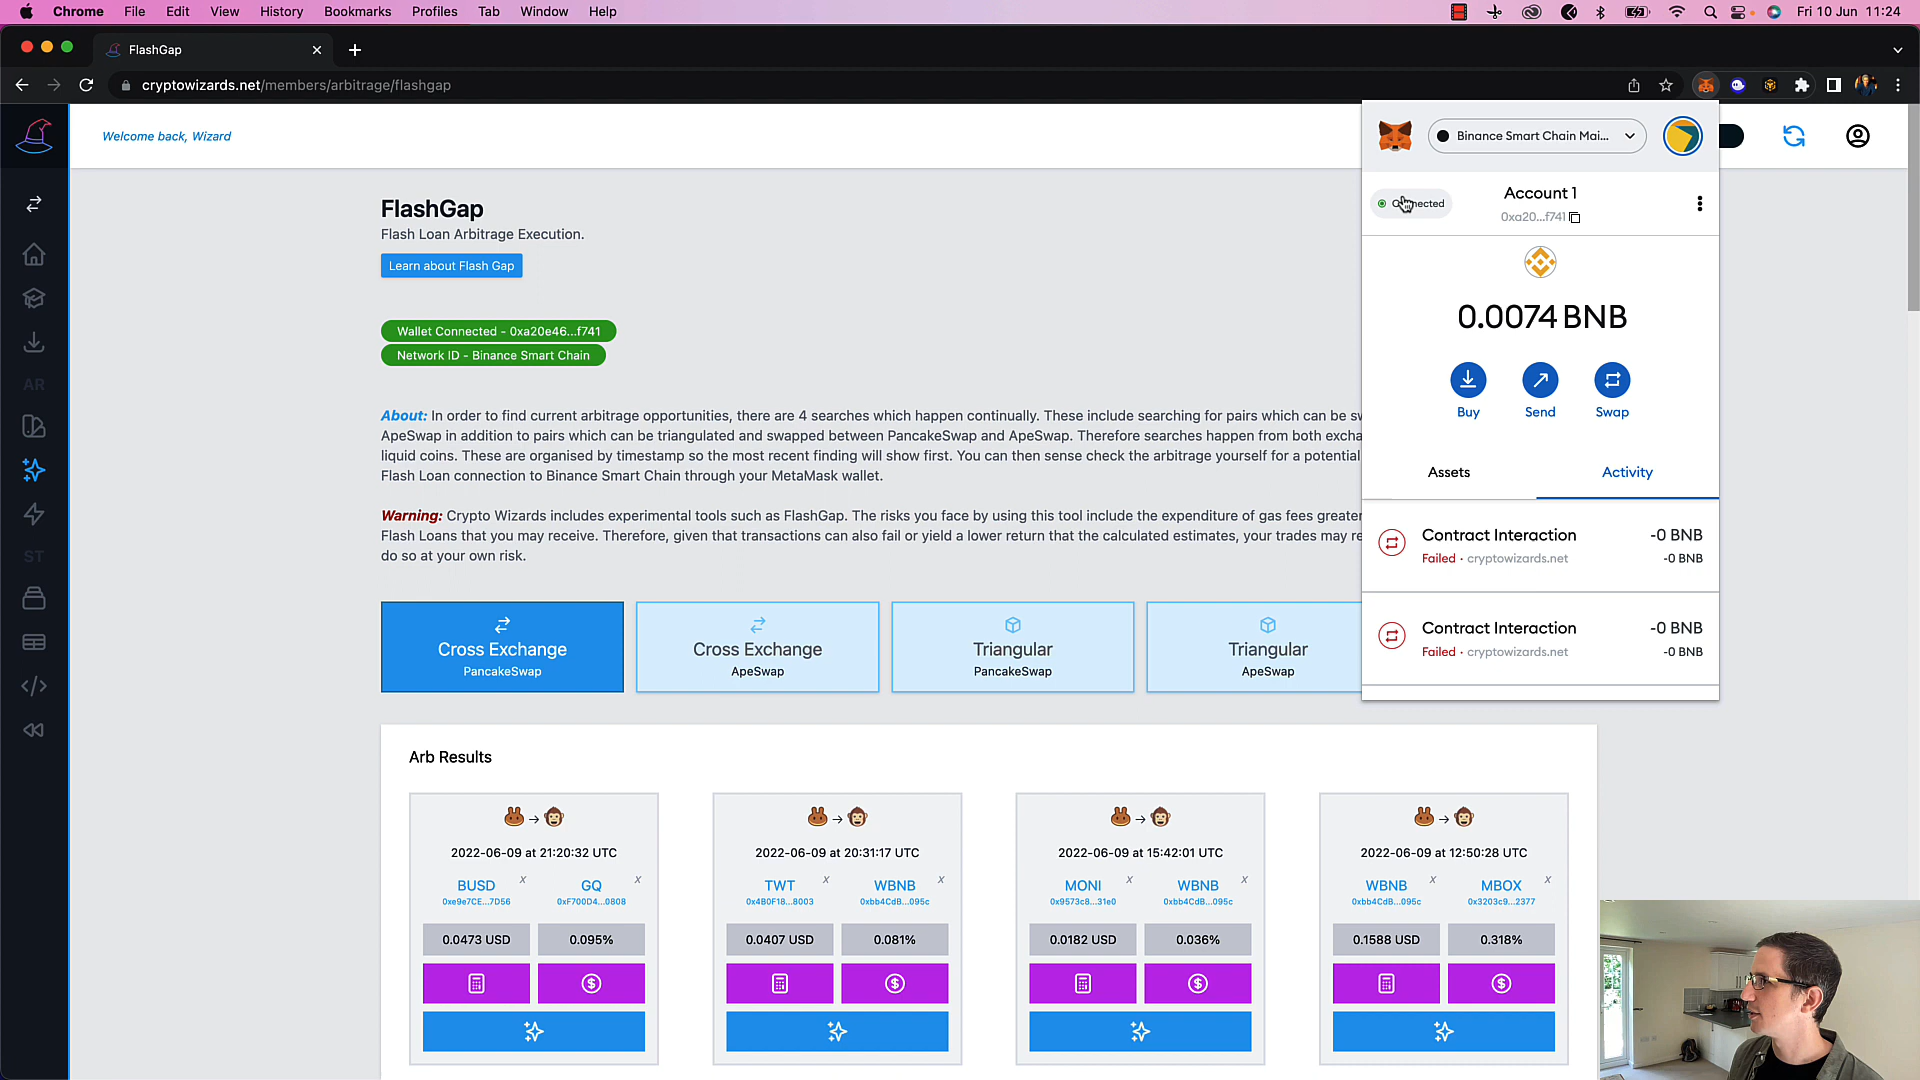 Chrome File Edit View History Bookmarks Profiles Tab Window Help Fri 10 Jun 11:24
FlashGap
cryptowizards.net/members/arbitrage/flashgap
Welcome back, Wizard
FlashGap
Flash Loan Arbitrage Execution.
Learn about Flash Gap
Wallet Connected - 0xa20e46...f741
Network ID - Binance Smart Chain
About: In order to find current arbitrage opportunities, there are 4 searches which happen continually. These include searching for pairs which can be
ApeSwap in addition to pairs which can be triangulated and swapped between PancakeSwap and ApeSwap. Therefore searches happen from both
liquid coins. These are organised by timestamp so the most recent finding will show first. You can then sense check the arbitrage yourself for a potential
Flash Loan connection to Binance Smart Chain through your MetaMask wallet.
Warning: Crypto Wizards includes experimental tools such as FlashGap. The risks you face by using this tool include the expenditure of gas fees
Flash Loans that you may receive. Therefore, given that transactions can also fail or yield a lower return that the calculated estimates, your trades may
do so at your own risk.
Cross Exchange
PancakeSwap
Cross Exchange
ApeSwap
Triangular
PancakeSwap
Triangular
ApeSwap
Binance Smart Chain Mai...
Connected
Account 1
0xa20...f741
0.0074 BNB
Buy Send Swap
Assets Activity
Contract Interaction -0 BNB
Failed · cryptowizards.net -0 BNB
Contract Interaction -0 BNB
Failed · cryptowizards.net -0 BNB
AR
ST
Arb Results
2022-06-09 at 21:20:32 UTC
BUSD x GQ x
0xe9e7CE...7D56 0xF700D4...0808
0.0473 USD 0.095%
2022-06-09 at 20:31:17 UTC
TWT x WBNB x
0x4B0F18...8003 0xbb4CdB...095c
0.0407 USD 0.081%
2022-06-09 at 15:42:01 UTC
MONI x WBNB x
0x9573c8...31e0 0xbb4CdB...095c
0.0182 USD 0.036%
2022-06-09 at 12:50:28 UTC
WBNB x MBOX x
0xbb4CdB...095c 0x3203c9...2377
0.1588 USD 0.318%